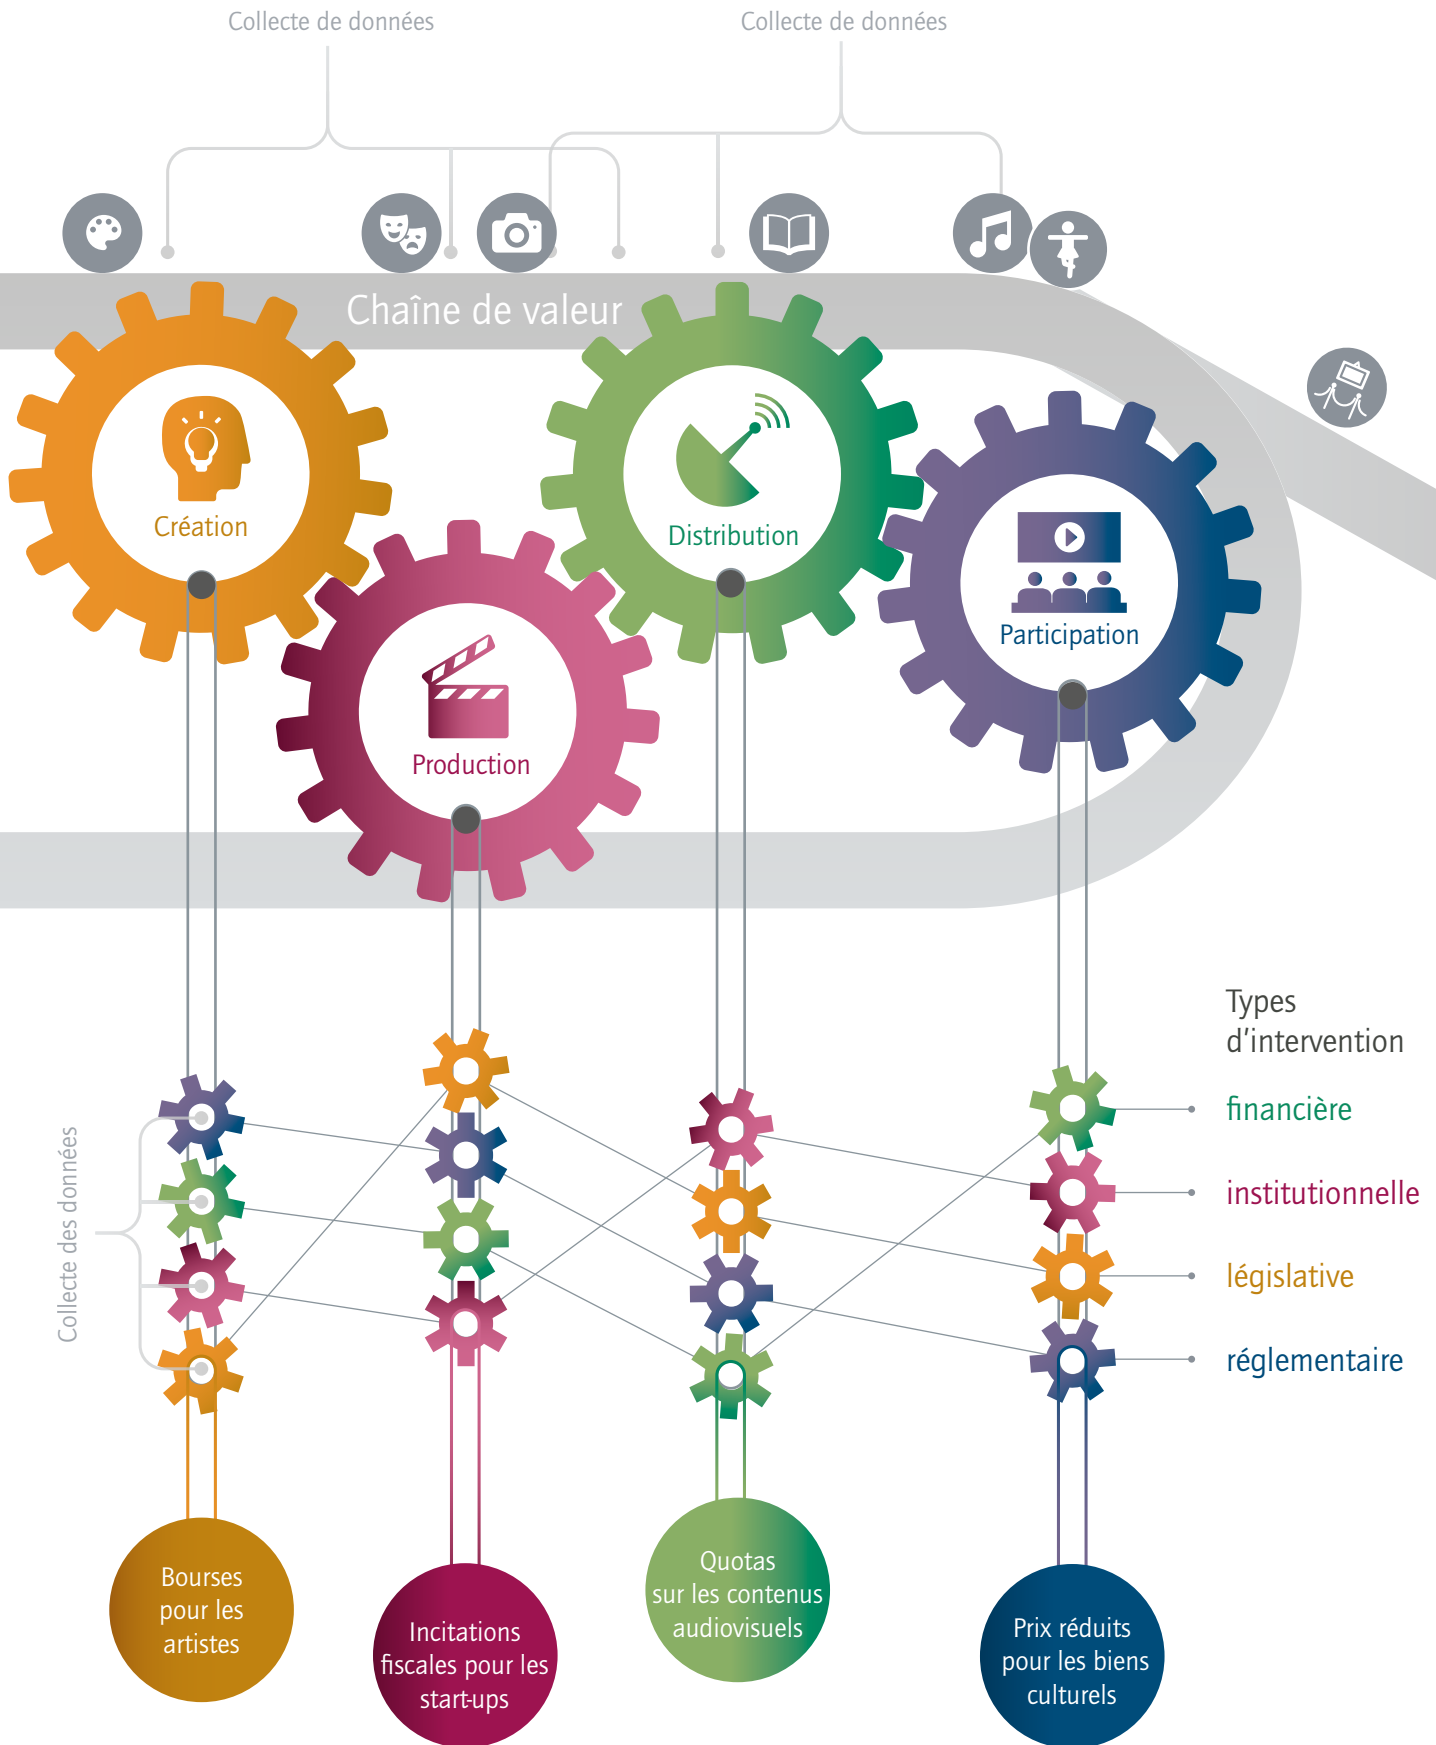 Collecte de données
Collecte de données
Chaîne de valeur
Création
Distribution
Participation
Production
Types
d’intervention
financière
institutionnelle
législative
réglementaire
Collecte des données
Bourses
pour les
artistes
Incitations
fiscales pour les
start-ups
Quotas
sur les contenus
audiovisuels
Prix réduits
pour les biens
culturels